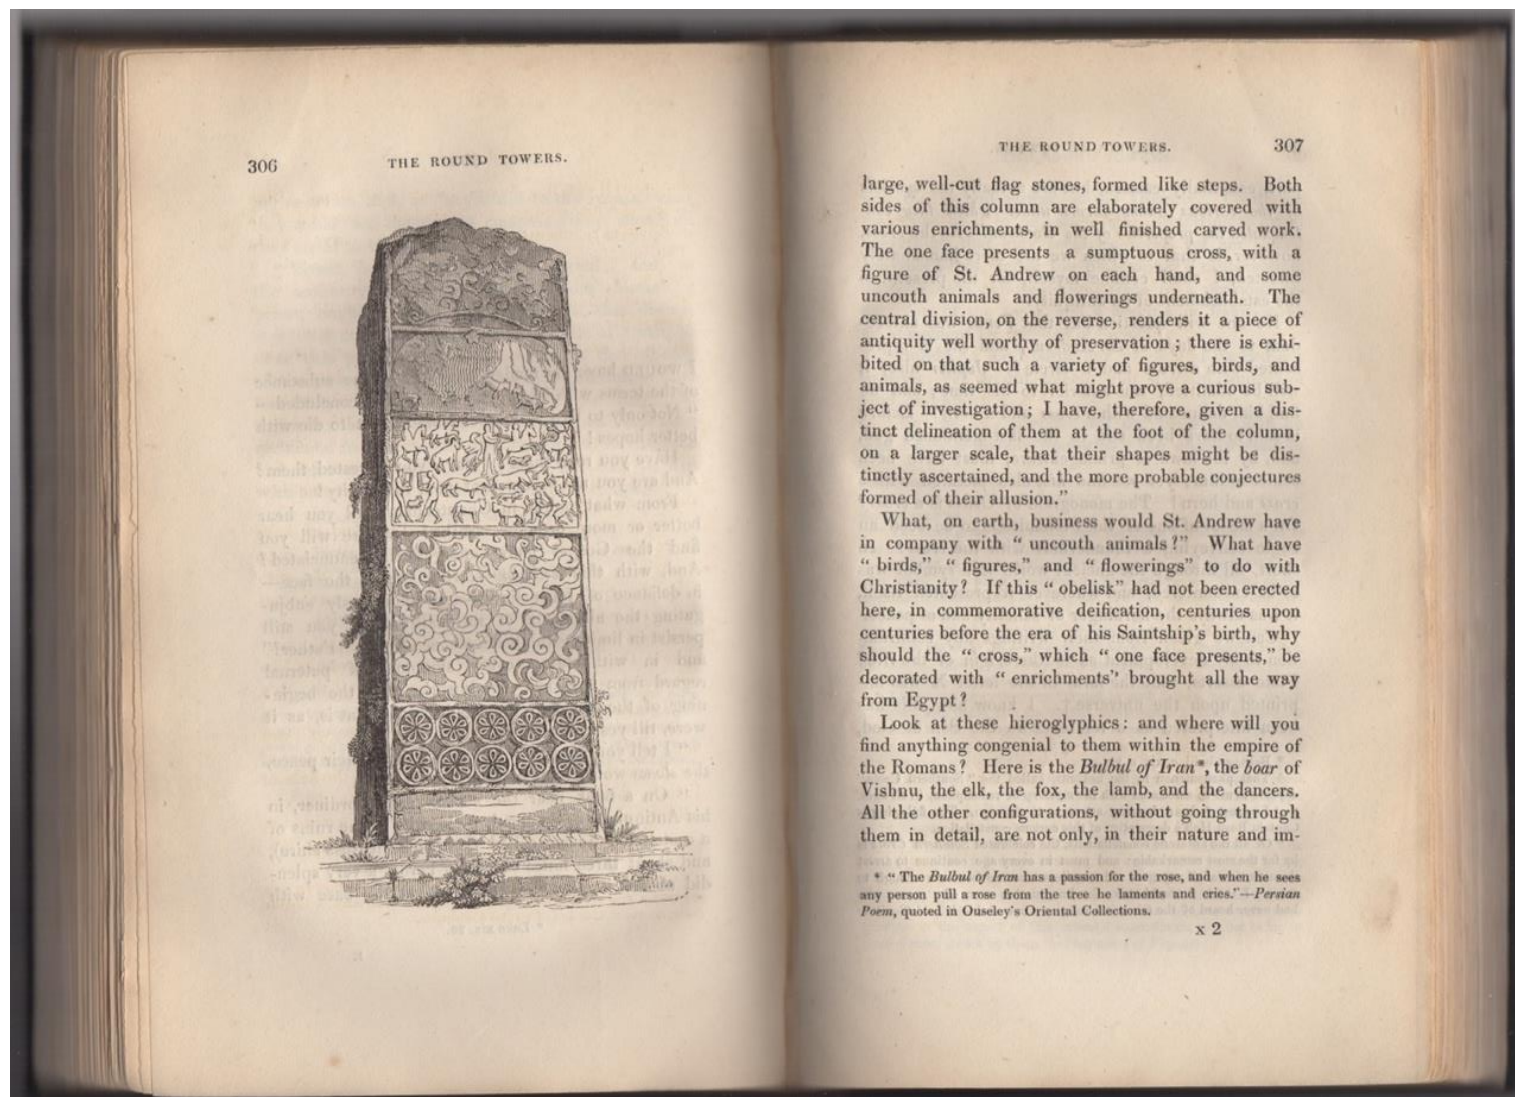 306
THE ROUND TOWERS.
THE ROUND TOWERS.
307
large, well-cut flag stones, formed like steps. Both
sides of this column are elaborately covered with
various enrichments, in well finished carved work.
The one face presents a sumptuous cross, with a
figure of St. Andrew on each hand, and some
uncouth animals and flowerings underneath. The
central division, on the reverse, renders it a piece of
antiquity well worthy of preservation ; there is exhi-
bited on that such a variety of figures, birds, and
animals, as seemed what might prove a curious sub-
ject of investigation; I have, therefore, given a dis-
tinct delineation of them at the foot of the column,
on a larger scale, that their shapes might be dis-
tinctly ascertained, and the more probable conjectures
formed of their allusion.”
What, on earth, business would St. Andrew have
in company with “ uncouth animals ?” What have
“ birds,” “ figures,” and “ flowerings” to do with
Christianity ? If this “ obelisk” had not been erected
here, in commemorative deification, centuries upon
centuries before the era of his Saintship's birth, why
should the “ cross,” which “ one face presents,” be
decorated with “ enrichments” brought all the way
from Egypt ?
Look at these hieroglyphics : and where will you
find anything congenial to them within the empire of
the Romans ? Here is the Bulbul of Iran*, the boar of
Vishnu, the elk, the fox, the lamb, and the dancers.
All the other configurations, without going through
them in detail, are not only, in their nature and im-
* “ The Bulbul of Iran has a passion for the rose, and when he sees
any person pull a rose from the tree he laments and cries.”—Persian
Poem, quoted in Ouseley's Oriental Collections.
x 2